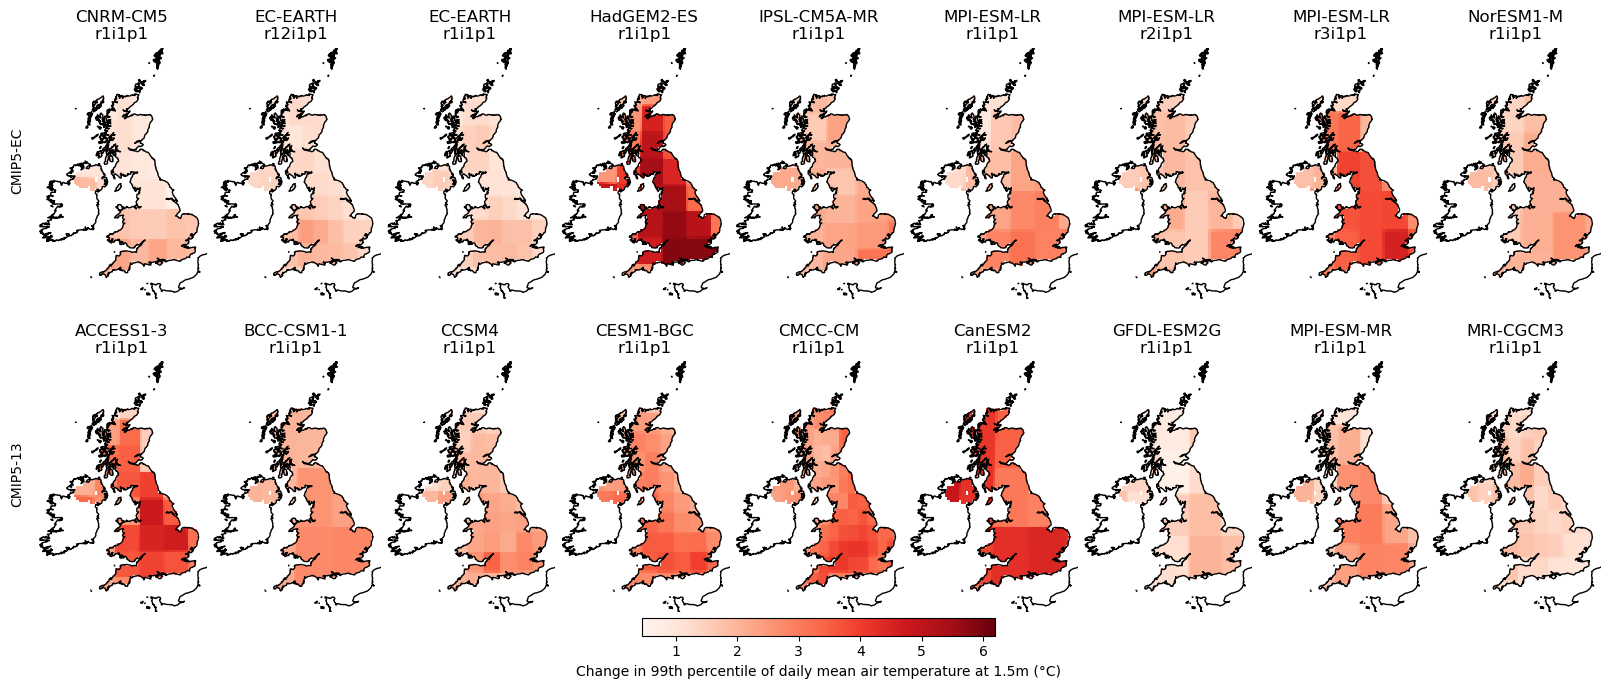 CNRM-CM5
r1i1p1
EC-EARTH
r12i1p1
EC-EARTH
r1i1p1
HadGEM2-ES
r1i1p1
IPSL-CM5A-MR
r1i1p1
MPI-ESM-LR
r1i1p1
MPI-ESM-LR
r2i1p1
MPI-ESM-LR
r3i1p1
NorESM1-M
r1i1p1
CMIP5-EC
ACCESS1-3
r1i1p1
BCC-CSM1-1
r1i1p1
CCSM4
r1i1p1
CESM1-BGC
r1i1p1
CMCC-CM
r1i1p1
CanESM2
r1i1p1
GFDL-ESM2G
r1i1p1
MPI-ESM-MR
r1i1p1
MRI-CGCM3
r1i1p1
CMIP5-13
1 2 3 4 5 6
Change in 99th percentile of daily mean air temperature at 1.5m (°C)